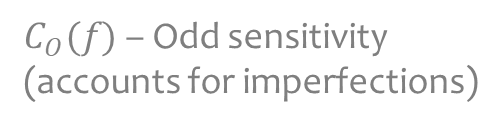 C_O(f) – Odd sensitivity
(accounts for imperfections)